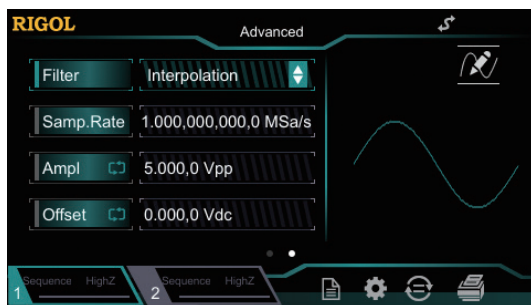 RIGOL
Advanced
Filter Interpolation
Samp.Rate 1.000,000,000,0 MSa/s
Ampl 5.000,0 Vpp
Offset 0.000,0 Vdc
1 Sequence HighZ 2 Sequence HighZ